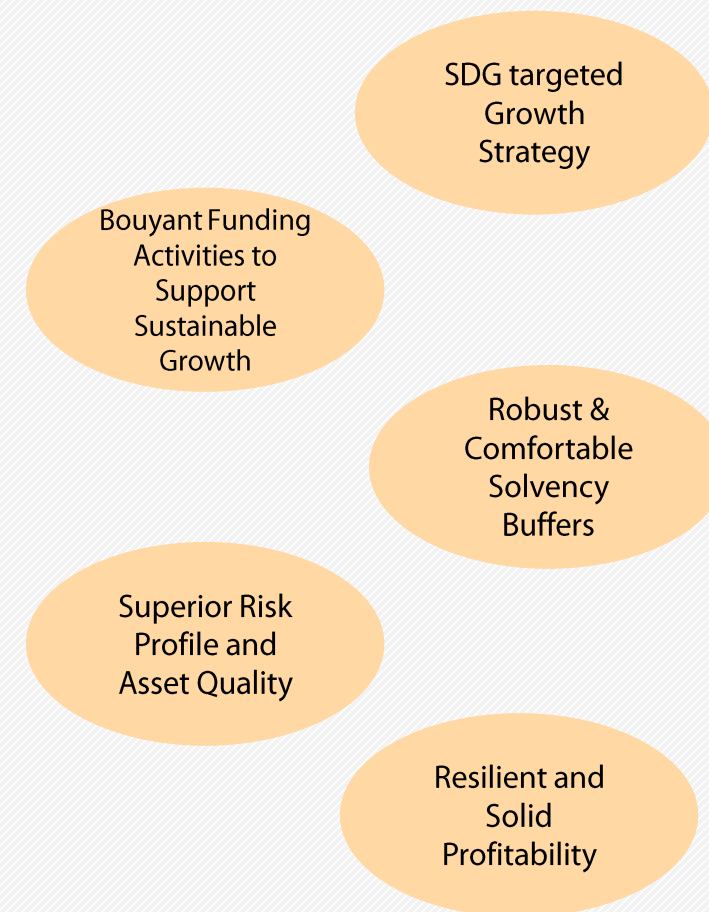 SDG targeted
Growth
Strategy
Bouyant Funding
Activities to
Support
Sustainable
Growth
Robust &
Comfortable
Solvency
Buffers
Superior Risk
Profile and
Asset Quality
Resilient and
Solid
Profitability